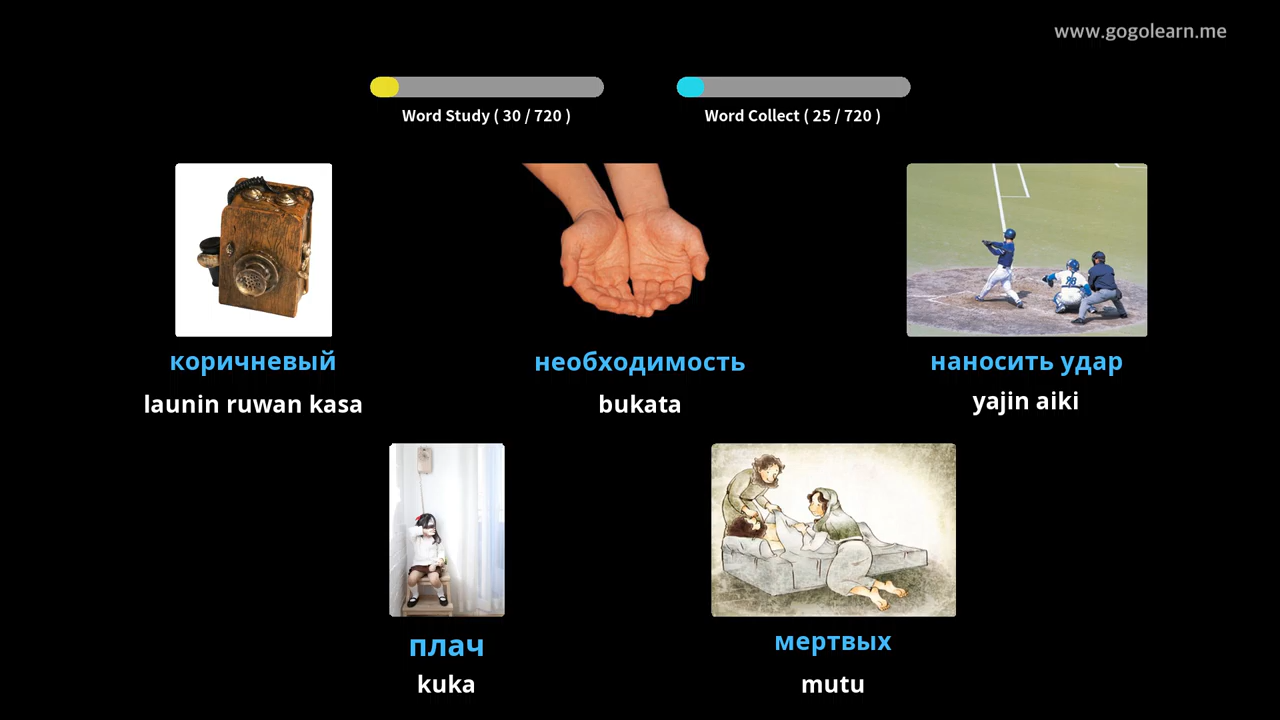 www.gogolearn.me
Word Study ( 30 / 720 )
Word Collect ( 25 / 720 )
коричневый
launin ruwan kasa
необходимость
bukata
наносить удар
yajin aiki
плач
kuka
мертвых
mutu